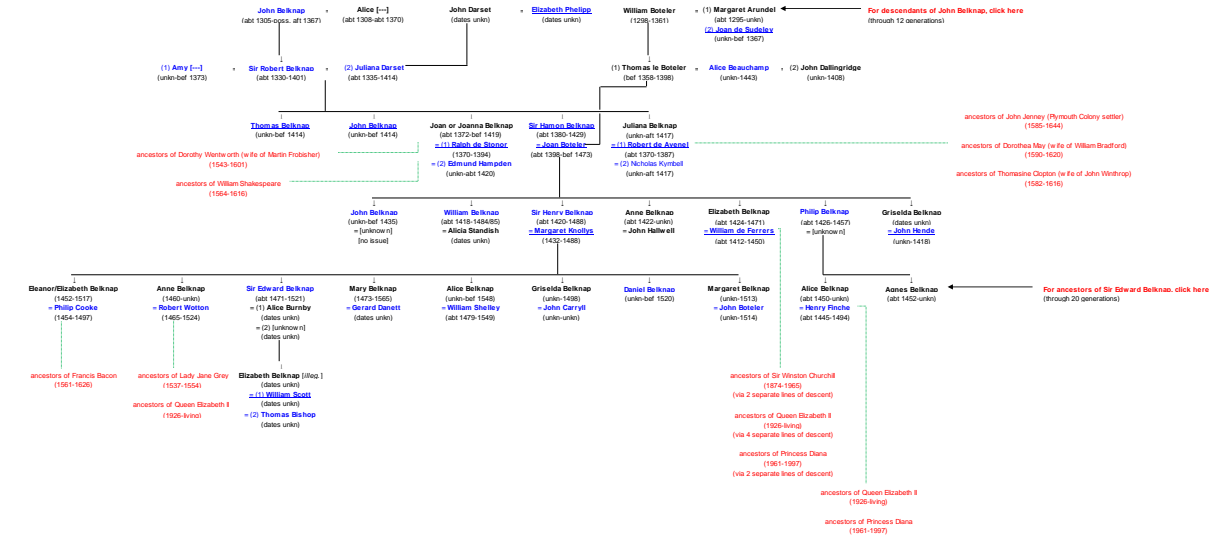 John Belknap
(abt 1305-poss. aft 1367)
=
Alice [---]
(abt 1308-abt 1370)
John Darset
(dates unkn)
=
Elizabeth Phelipp
(dates unkn)
William Boteler
(1298-1361)
=
(1) Margaret Arundel
(abt 1295-unkn)
(2) Joan de Sudeley
(unkn-bef 1367)
For descendants of John Belknap, click here
(through 12 generations)
(1) Amy [---]
(unkn-bef 1373)
=
Sir Robert Belknap
(abt 1330-1401)
=
(2) Juliana Darset
(abt 1335-1414)
(1) Thomas le Boteler
(bef 1358-1398)
=
Alice Beauchamp
(unkn-1443)
=
(2) John Dallingridge
(unkn-1408)
Thomas Belknap
(unkn-bef 1414)
John Belknap
(unkn-bef 1414)
Joan or Joanna Belknap
(abt 1372-bef 1419)
= (1) Ralph de Stonor
(1370-1394)
= (2) Edmund Hampden
(unkn-abt 1420)
Sir Hamon Belknap
(abt 1380-1429)
= Joan Boteler
(abt 1398-bef 1473)
Juliana Belknap
(unkn-aft 1417)
= (1) Robert de Avenel
(abt 1370-1387)
= (2) Nicholas Kymbell
(unkn-aft 1417)
ancestors of Dorothy Wentworth (wife of Martin Frobisher)
(1543-1601)
ancestors of William Shakespeare
(1564-1616)
ancestors of John Jenney (Plymouth Colony settler)
(1585-1644)
ancestors of Dorothea May (wife of William Bradford)
(1590-1620)
ancestors of Thomasine Clopton (wife of John Winthrop)
(1582-1616)
John Belknap
(unkn-bef 1435)
= [unknown]
[no issue]
William Belknap
(abt 1418-1484/85)
= Alicia Standish
(dates unkn)
Sir Henry Belknap
(abt 1420-1488)
= Margaret Knollys
(1432-1488)
Anne Belknap
(abt 1422-unkn)
= John Hallwell
Elizabeth Belknap
(abt 1424-1471)
= William de Ferrers
(abt 1412-1450)
Philip Belknap
(abt 1426-1457)
= [unknown]
Griselda Belknap
(dates unkn)
= John Hende
(unkn-1418)
Eleanor/Elizabeth Belknap
(1452-1517)
= Philip Cooke
(1454-1497)
Anne Belknap
(1460-unkn)
= Robert Wotton
(1465-1524)
Sir Edward Belknap
(abt 1471-1521)
= (1) Alice Burnby
(dates unkn)
= (2) [unknown]
(dates unkn)
Mary Belknap
(1473-1565)
= Gerard Danett
(dates unkn)
Alice Belknap
(unkn-bef 1548)
= William Shelley
(abt 1479-1549)
Griselda Belknap
(unkn-1498)
= John Carryll
(unkn-unkn)
Daniel Belknap
(unkn-bef 1520)
Margaret Belknap
(unkn-1513)
= John Boteler
(unkn-1514)
Alice Belknap
(abt 1450-unkn)
= Henry Finche
(abt 1445-1494)
Agnes Belknap
(abt 1452-unkn)
For ancestors of Sir Edward Belknap, click here
(through 20 generations)
ancestors of Francis Bacon
(1561-1626)
ancestors of Lady Jane Grey
(1537-1554)
ancestors of Queen Elizabeth II
(1926-living)
Elizabeth Belknap [illeg.]
(dates unkn)
= (1) William Scott
(dates unkn)
= (2) Thomas Bishop
(dates unkn)
ancestors of Sir Winston Churchill
(1874-1965)
(via 2 separate lines of descent)
ancestors of Queen Elizabeth II
(1926-living)
(via 4 separate lines of descent)
ancestors of Princess Diana
(1961-1997)
(via 2 separate lines of descent)
ancestors of Queen Elizabeth II
(1926-living)
ancestors of Princess Diana
(1961-1997)